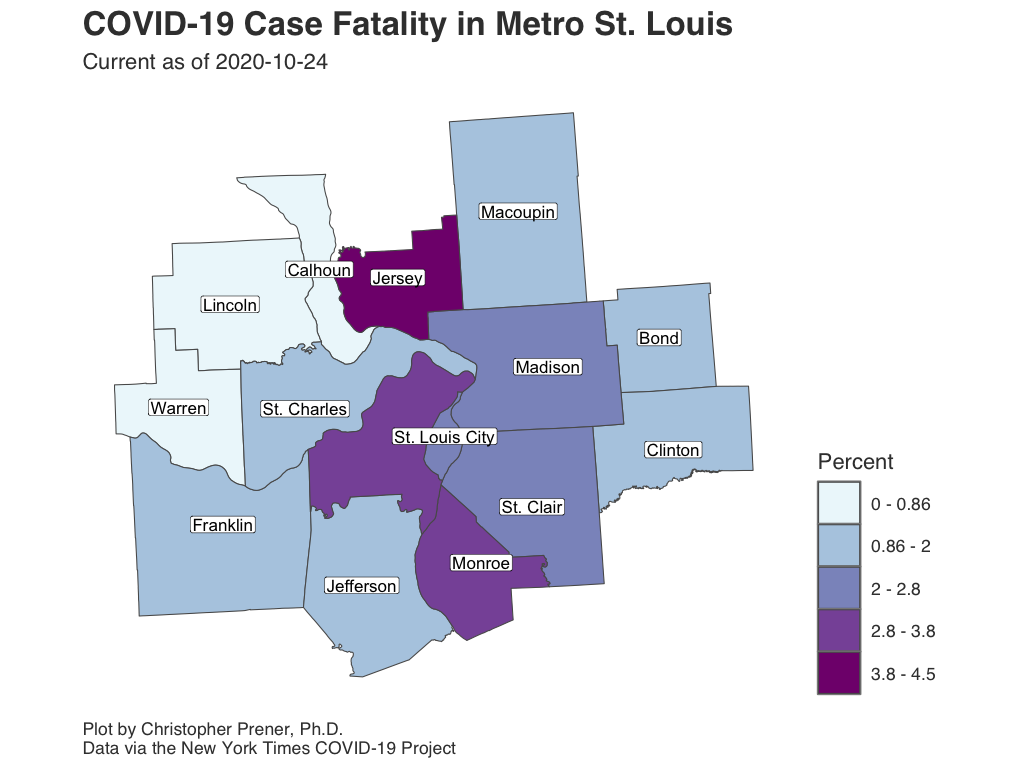 COVID-19 Case Fatality in Metro St. Louis
Current as of 2020-10-24
Macoupin
Calhoun
Jersey
Lincoln
Bond
Madison
Warren
St. Charles
St. Louis City
Clinton
St. Clair
Franklin
Monroe
Jefferson
Percent
0 - 0.86
0.86 - 2
2 - 2.8
2.8 - 3.8
3.8 - 4.5
Plot by Christopher Prener, Ph.D.
Data via the New York Times COVID-19 Project